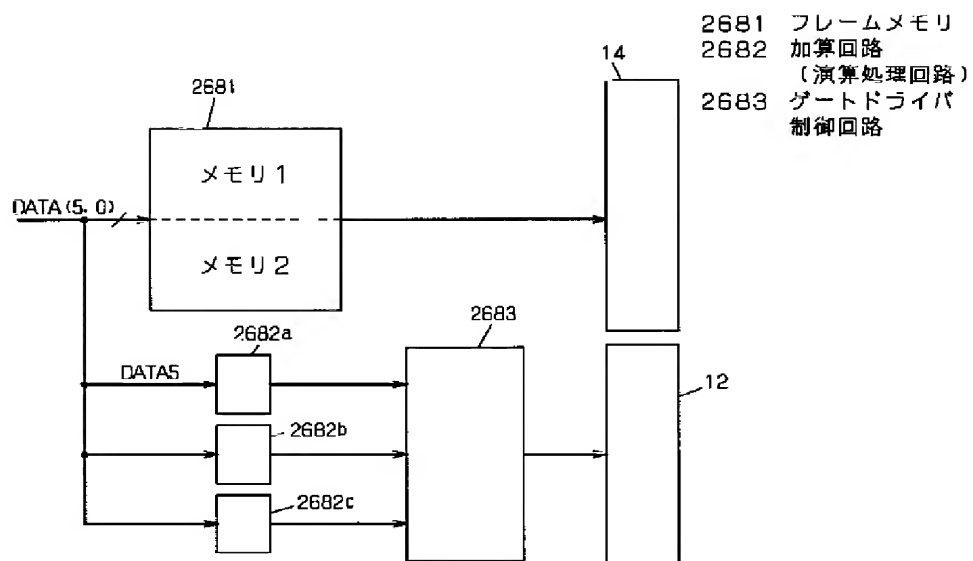 2681 フレームメモリ
2682 加算回路
(演算処理回路)
2683 ゲートドライバ
制御回路
14
2681
メモリ1
DATA(5.0)
メモリ2
2683
2682a
DATA5
12
2682b
2682c